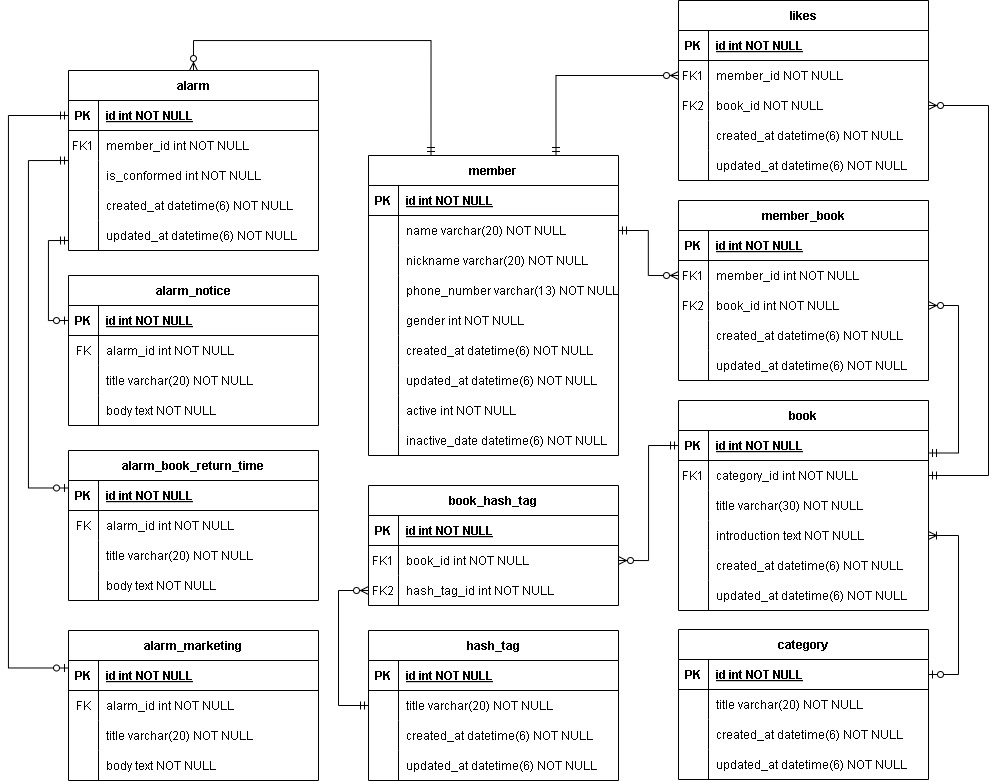 likes
PK id int NOT NULL
FK1 member_id NOT NULL
FK2 book_id NOT NULL
created_at datetime(6) NOT NULL
updated_at datetime(6) NOT NULL
alarm
PK id int NOT NULL
FK1 member_id int NOT NULL
is_conformed int NOT NULL
created_at datetime(6) NOT NULL
updated_at datetime(6) NOT NULL
member
PK id int NOT NULL
name varchar(20) NOT NULL
nickname varchar(20) NOT NULL
phone_number varchar(13) NOT NULL
gender int NOT NULL
created_at datetime(6) NOT NULL
updated_at datetime(6) NOT NULL
active int NOT NULL
inactive_date datetime(6) NOT NULL
member_book
PK id int NOT NULL
FK1 member_id int NOT NULL
FK2 book_id int NOT NULL
created_at datetime(6) NOT NULL
updated_at datetime(6) NOT NULL
alarm_notice
PK id int NOT NULL
FK alarm_id int NOT NULL
title varchar(20) NOT NULL
body text NOT NULL
book
PK id int NOT NULL
FK1 category_id int NOT NULL
title varchar(30) NOT NULL
introduction text NOT NULL
created_at datetime(6) NOT NULL
updated_at datetime(6) NOT NULL
alarm_book_return_time
PK id int NOT NULL
FK alarm_id int NOT NULL
title varchar(20) NOT NULL
body text NOT NULL
book_hash_tag
PK id int NOT NULL
FK1 book_id int NOT NULL
FK2 hash_tag_id int NOT NULL
alarm_marketing
PK id int NOT NULL
FK alarm_id int NOT NULL
title varchar(20) NOT NULL
body text NOT NULL
hash_tag
PK id int NOT NULL
title varchar(20) NOT NULL
created_at datetime(6) NOT NULL
updated_at datetime(6) NOT NULL
category
PK id int NOT NULL
title varchar(20) NOT NULL
created_at datetime(6) NOT NULL
updated_at datetime(6) NOT NULL